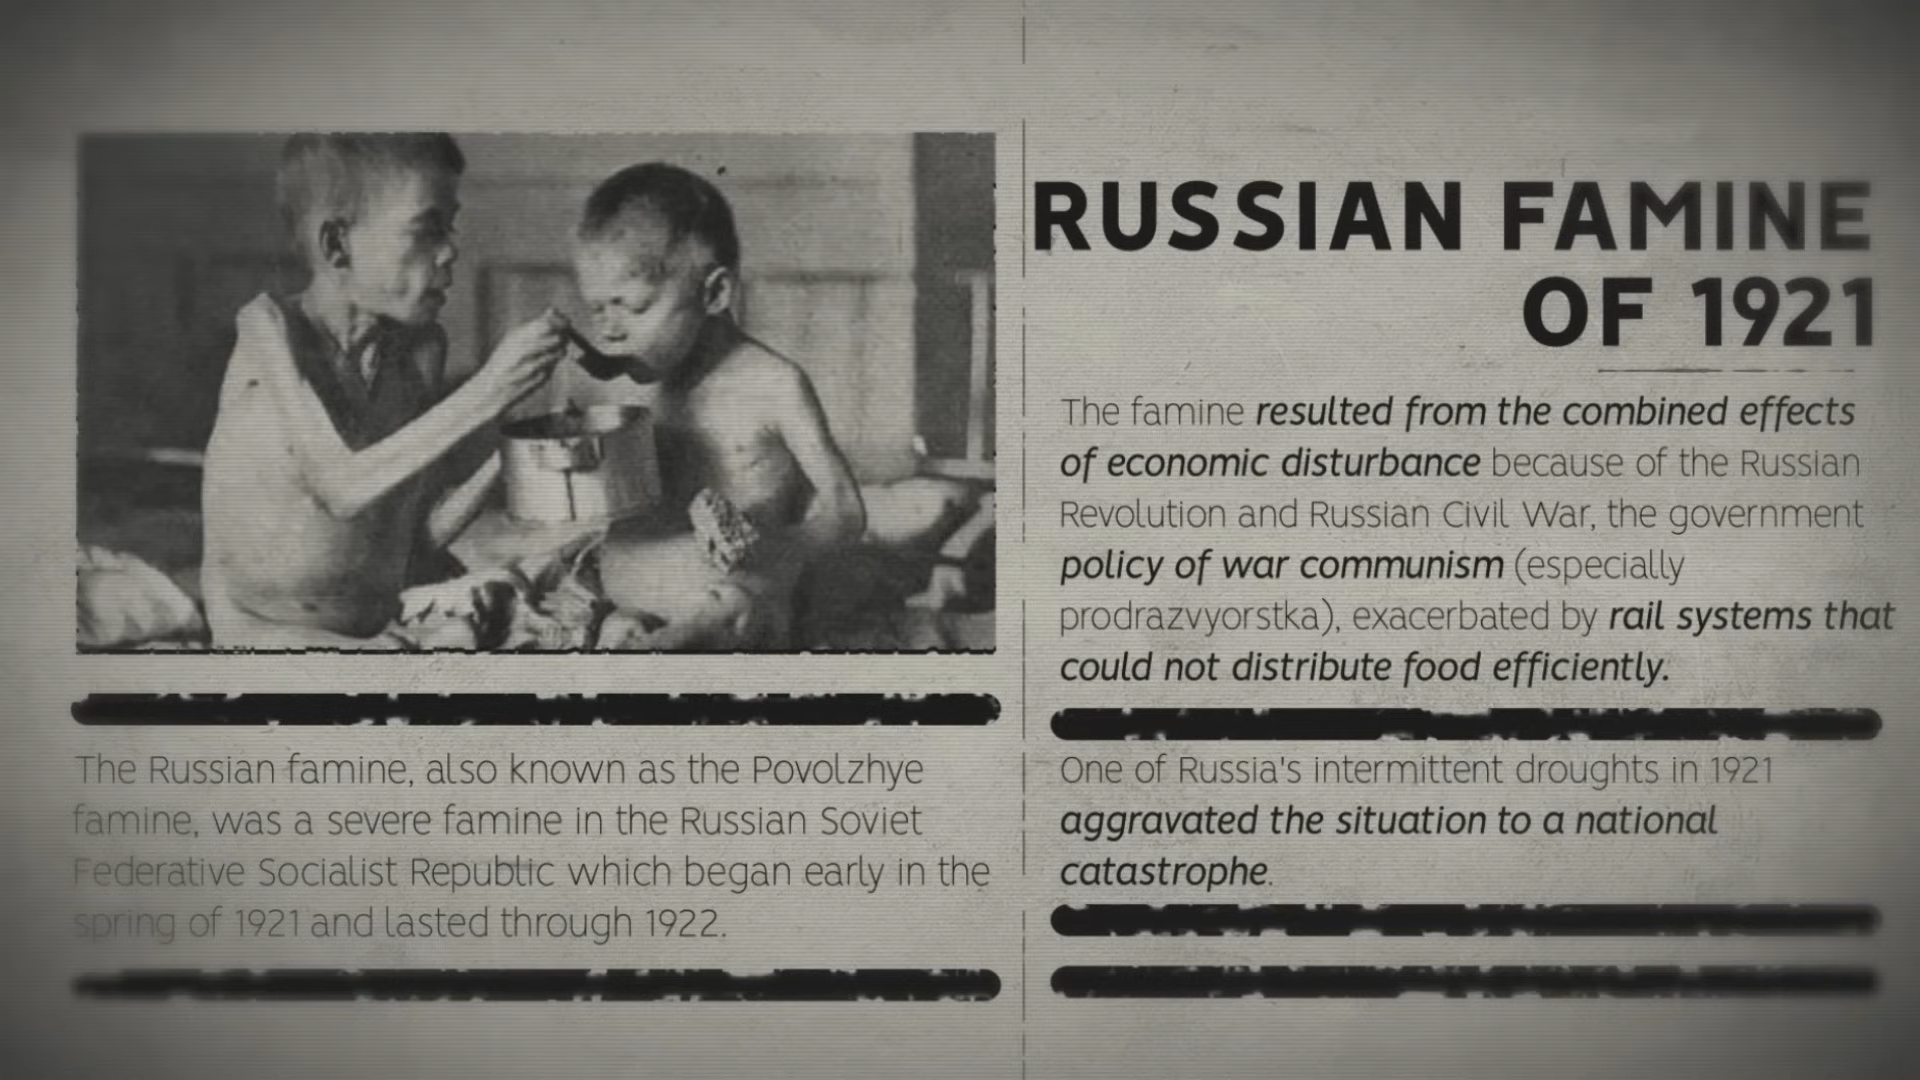 RUSSIAN FAMINE
OF 1921
The famine resulted from the combined effects
of economic disturbance because of the Russian
Revolution and Russian Civil War, the government
policy of war communism (especially
prodrazvyorstka), exacerbated by rail systems that
could not distribute food efficiently.
One of Russia's intermittent droughts in 1921
aggravated the situation to a national
catastrophe.
The Russian famine, also known as the Povolzhye
famine, was a severe famine in the Russian Soviet
Federative Socialist Republic which began early in the
spring of 1921 and lasted through 1922.